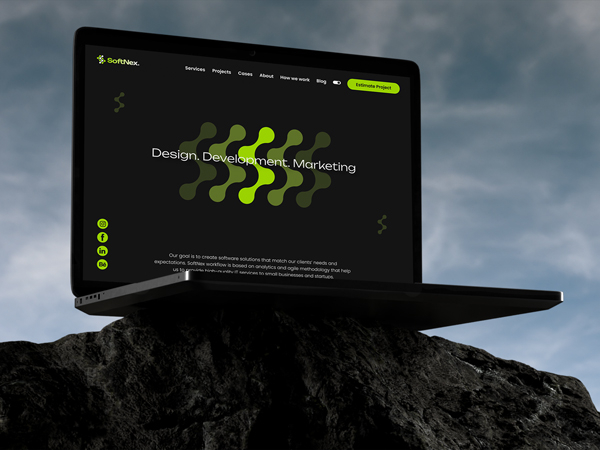 SoftNex.
Services Projects Cases About How we work Blog Estimate Project
Design. Development. Marketing
Our goal is to create software solutions that match our clients' needs and
expectations. SoftNex workflow is based on analytics and agile methodology that help
us to provide high-quality IT services to small businesses and startups.